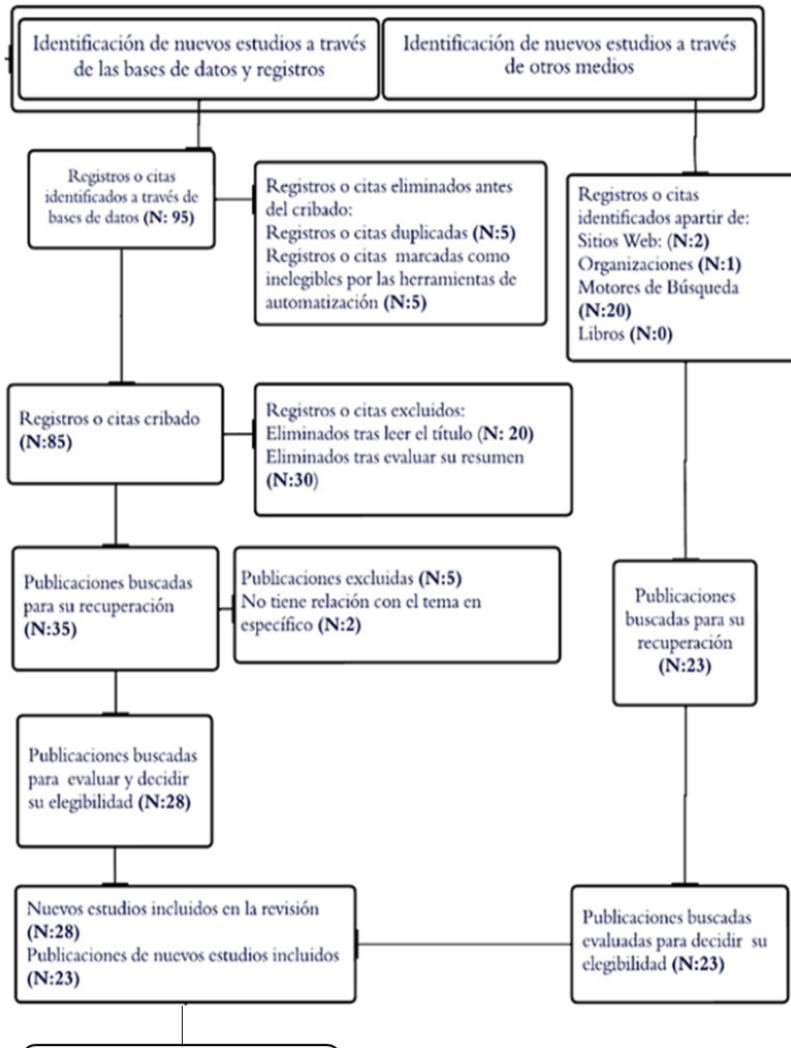 Identificación de nuevos estudios a través
de las bases de datos y registros
Identificación de nuevos estudios a través
de otros medios
Registros o citas
identificados a través de
bases de datos (N: 95)
Registros o citas eliminados antes
del cribado:
Registros o citas duplicadas (N:5)
Registros o citas marcadas como
inelegibles por las herramientas de
automatización (N:5)
Registros o citas
identificados apartir de:
Sitios Web: (N:2)
Organizaciones (N:1)
Motores de Búsqueda
(N:20)
Libros (N:0)
Registros o citas cribado
(N:85)
Registros o citas excluidos:
Eliminados tras leer el título (N: 20)
Eliminados tras evaluar su resumen
(N:30)
Publicaciones buscadas
para su recuperación
(N:35)
Publicaciones excluidas (N:5)
No tiene relación con el tema en
específico (N:2)
Publicaciones
buscadas para su
recuperación
(N:23)
Publicaciones buscadas
para evaluar y decidir
su elegibilidad (N:28)
Nuevos estudios incluidos en la revisión
(N:28)
Publicaciones de nuevos estudios incluidos
(N:23)
Publicaciones buscadas
evaluadas para decidir su
elegibilidad (N:23)